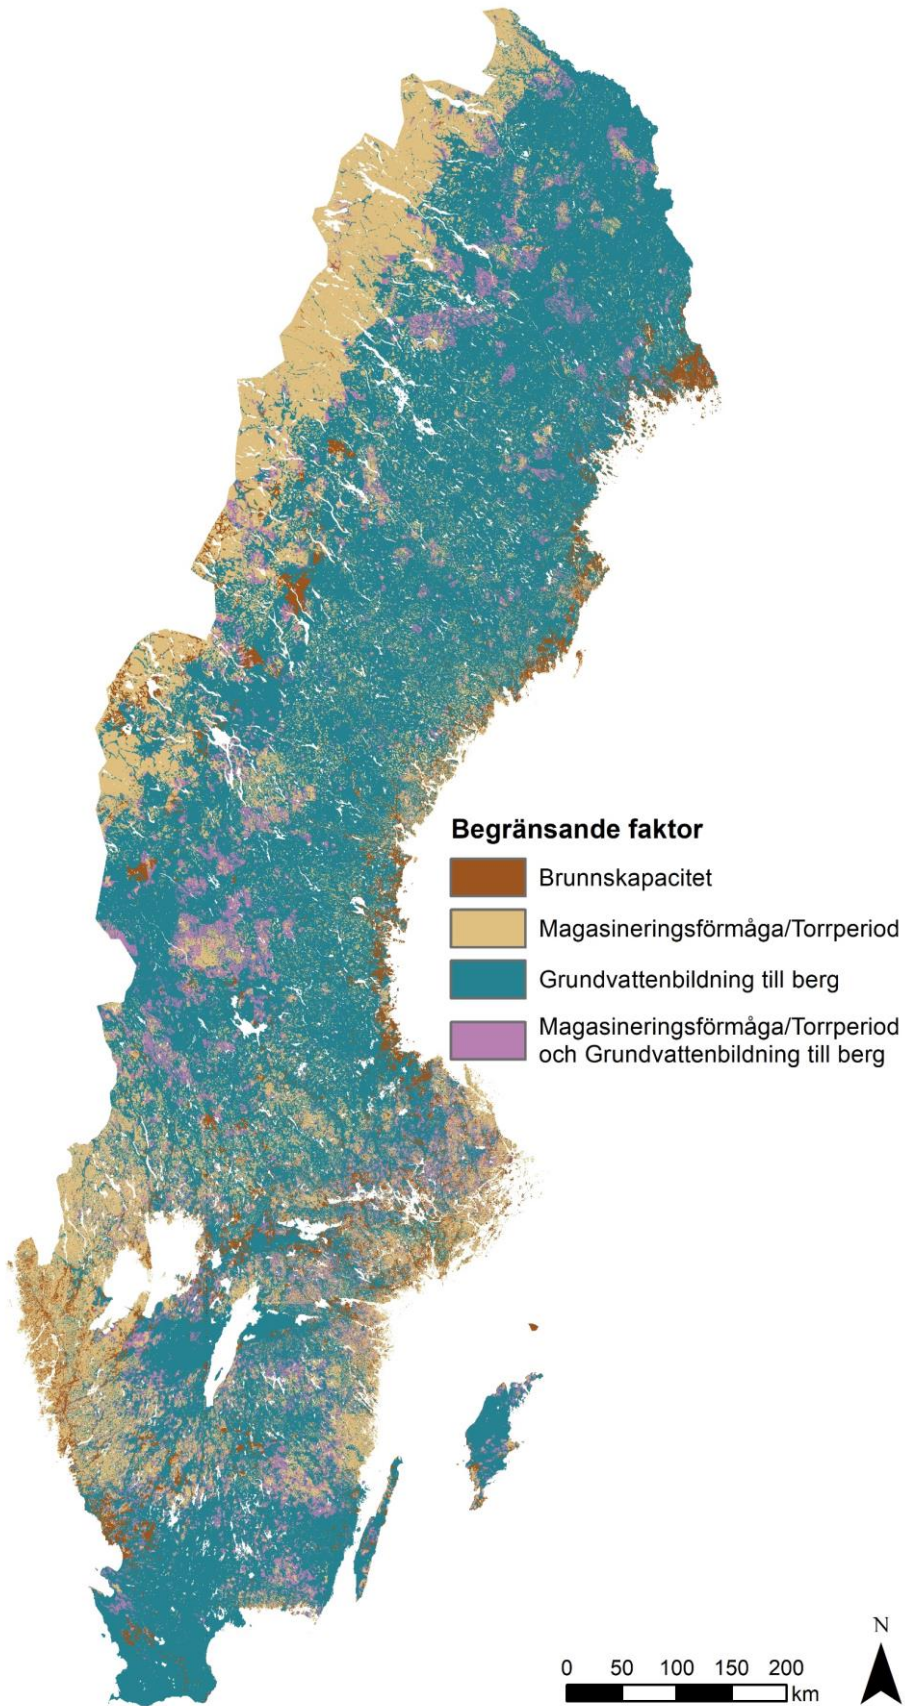 Begränsande faktor
Brunnskapacitet
Magasineringsförmåga/Torrperiod
Grundvattenbildning till berg
Magasineringsförmåga/Torrperiod
och Grundvattenbildning till berg
N
0 50 100 150 200
km